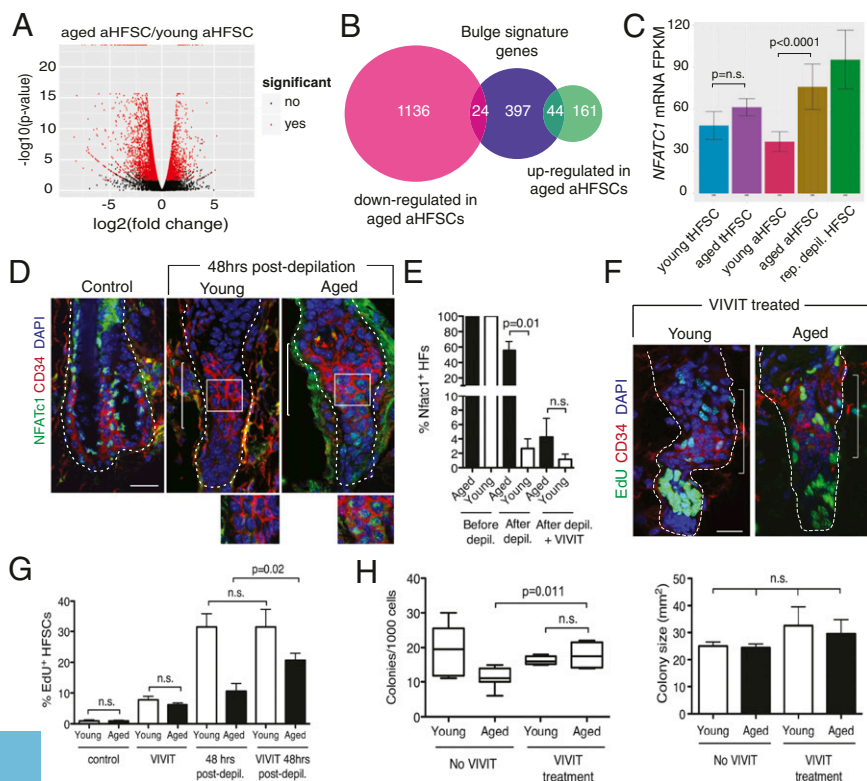 A
aged aHFSC/young aHFSC
-log10(p-value)
20
15
10
5
0
-5
0
5
log2(fold change)
significant
no
yes
B
Bulge signature
genes
1136
24
397
44
161
down-regulated in
aged aHFSCs
up-regulated in
aged aHFSCs
C
NFATC1 mRNA FPKM
120
90
60
30
0
p=n.s.
p<0.0001
young tHFSC
aged tHFSC
young aHFSC
aged aHFSC
rep. depil. HFSC
D
48hrs post-depilation
Control
Young
Aged
NFATc1 CD34 DAPI
E
% Nfatc1+ HFs
100
80
60
40
20
10
8
6
4
2
0
p=0.01
n.s.
Aged
Young
Aged
Young
Aged
Young
Before
depil.
After
depil.
After depil.
+ VIVIT
F
VIVIT treated
Young
Aged
EdU CD34 DAPI
G
% EdU+ HFSCs
40
30
20
10
0
n.s.
n.s.
n.s.
p=0.02
Young Aged
Young Aged
Young Aged
Young Aged
control
VIVIT
48 hrs
post-depil.
VIVIT 48hrs
post-depil.
H
Colonies/1000 cells
40
30
20
10
0
p=0.011
n.s.
Young
Aged
Young
Aged
No VIVIT
VIVIT
treatment
Colony size (mm2)
50
40
30
20
10
0
n.s.
Young
Aged
Young
Aged
No VIVIT
VIVIT
treatment